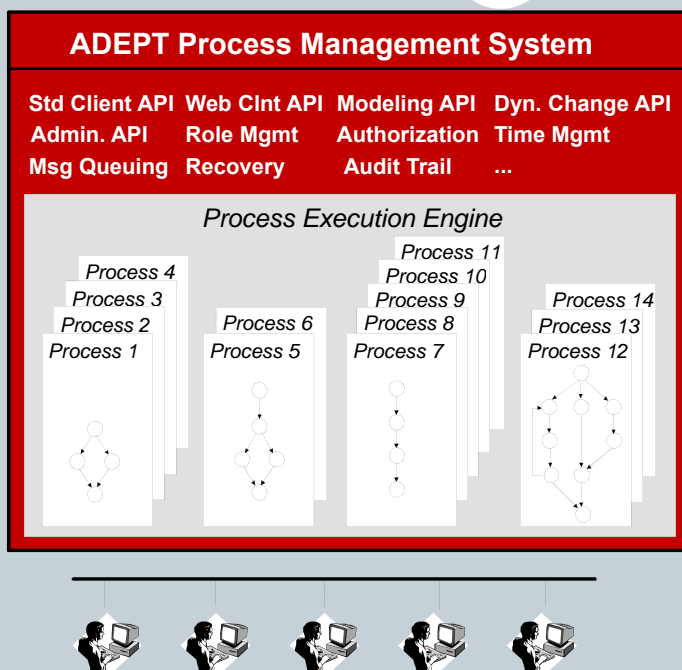 ADEPT Process Management System
Std Client API Web Clnt API Modeling API Dyn. Change API
Admin. API Role Mgmt Authorization Time Mgmt
Msg Queuing Recovery Audit Trail ...
Process Execution Engine
Process 11
Process 4 Process 10
Process 3 Process 9 Process 14
Process 2 Process 6 Process 8 Process 13
Process 1 Process 5 Process 7 Process 12